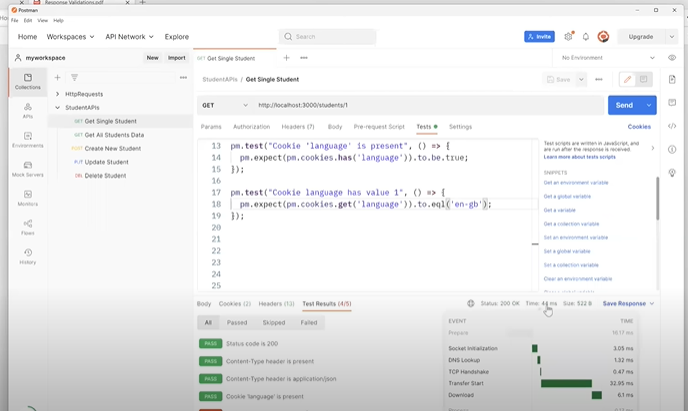 Response Validations.pdf
Postman
File Edit View Help
Home Workspaces API Network Explore
Search
Invite
Upgrade
myworkspace
New Import
GET Get Single Student
No Environment
StudentAPIs / Get Single Student
Save
Collections
APIs
Environments
Mock Servers
Monitors
Flows
History
HttpRequests
StudentAPIs
GET Get Single Student
GET Get All Students Data
POST Create New Student
PUT Update Student
DEL Delete Student
GET http://localhost:3000/students/1 Send
Params Authorization Headers (7) Body Pre-request Script Tests Settings Cookies
13 pm.test("Cookie 'language' is present", () => {
14 pm.expect(pm.cookies.has('language')).to.be.true;
15 });
16
17 pm.test("Cookie language has value 1", () => {
18 pm.expect(pm.cookies.get('language')).to.eql('en-gb');
19 });
20
21
22
23
24
25
Test scripts are written in JavaScript, and
are run after the response is received.
Learn more about tests scripts
SNIPPETS
Get an environment variable
Get a global variable
Get a variable
Get a collection variable
Set an environment variable
Set a global variable
Set a collection variable
Clear an environment variable
Body Cookies (2) Headers (13) Test Results (4/5)
Status: 200 OK Time: 44 ms Size: 522 B Save Response
All Passed Skipped Failed
PASS Status code is 200
PASS Content-Type header is present
PASS Content-Type header is application/json
PASS Cookie 'language' is present
EVENT TIME
Prepare 16.17 ms
Socket Initialization 3.05 ms
DNS Lookup 1.32 ms
TCP Handshake 0.47 ms
Transfer Start 32.95 ms
Download 6.1 ms